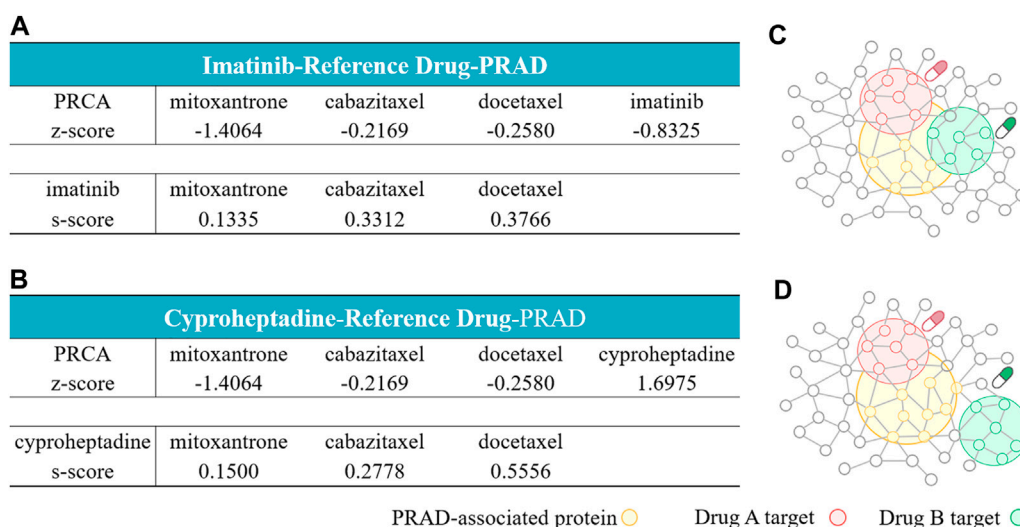 A
Imatinib-Reference Drug-PRAD
PRCA mitoxantrone cabazitaxel docetaxel imatinib
z-score -1.4064 -0.2169 -0.2580 -0.8325
imatinib mitoxantrone cabazitaxel docetaxel
s-score 0.1335 0.3312 0.3766
B
Cyproheptadine-Reference Drug-PRAD
PRCA mitoxantrone cabazitaxel docetaxel cyproheptadine
z-score -1.4064 -0.2169 -0.2580 1.6975
cyproheptadine mitoxantrone cabazitaxel docetaxel
s-score 0.1500 0.2778 0.5556
C
D
PRAD-associated protein Drug A target Drug B target